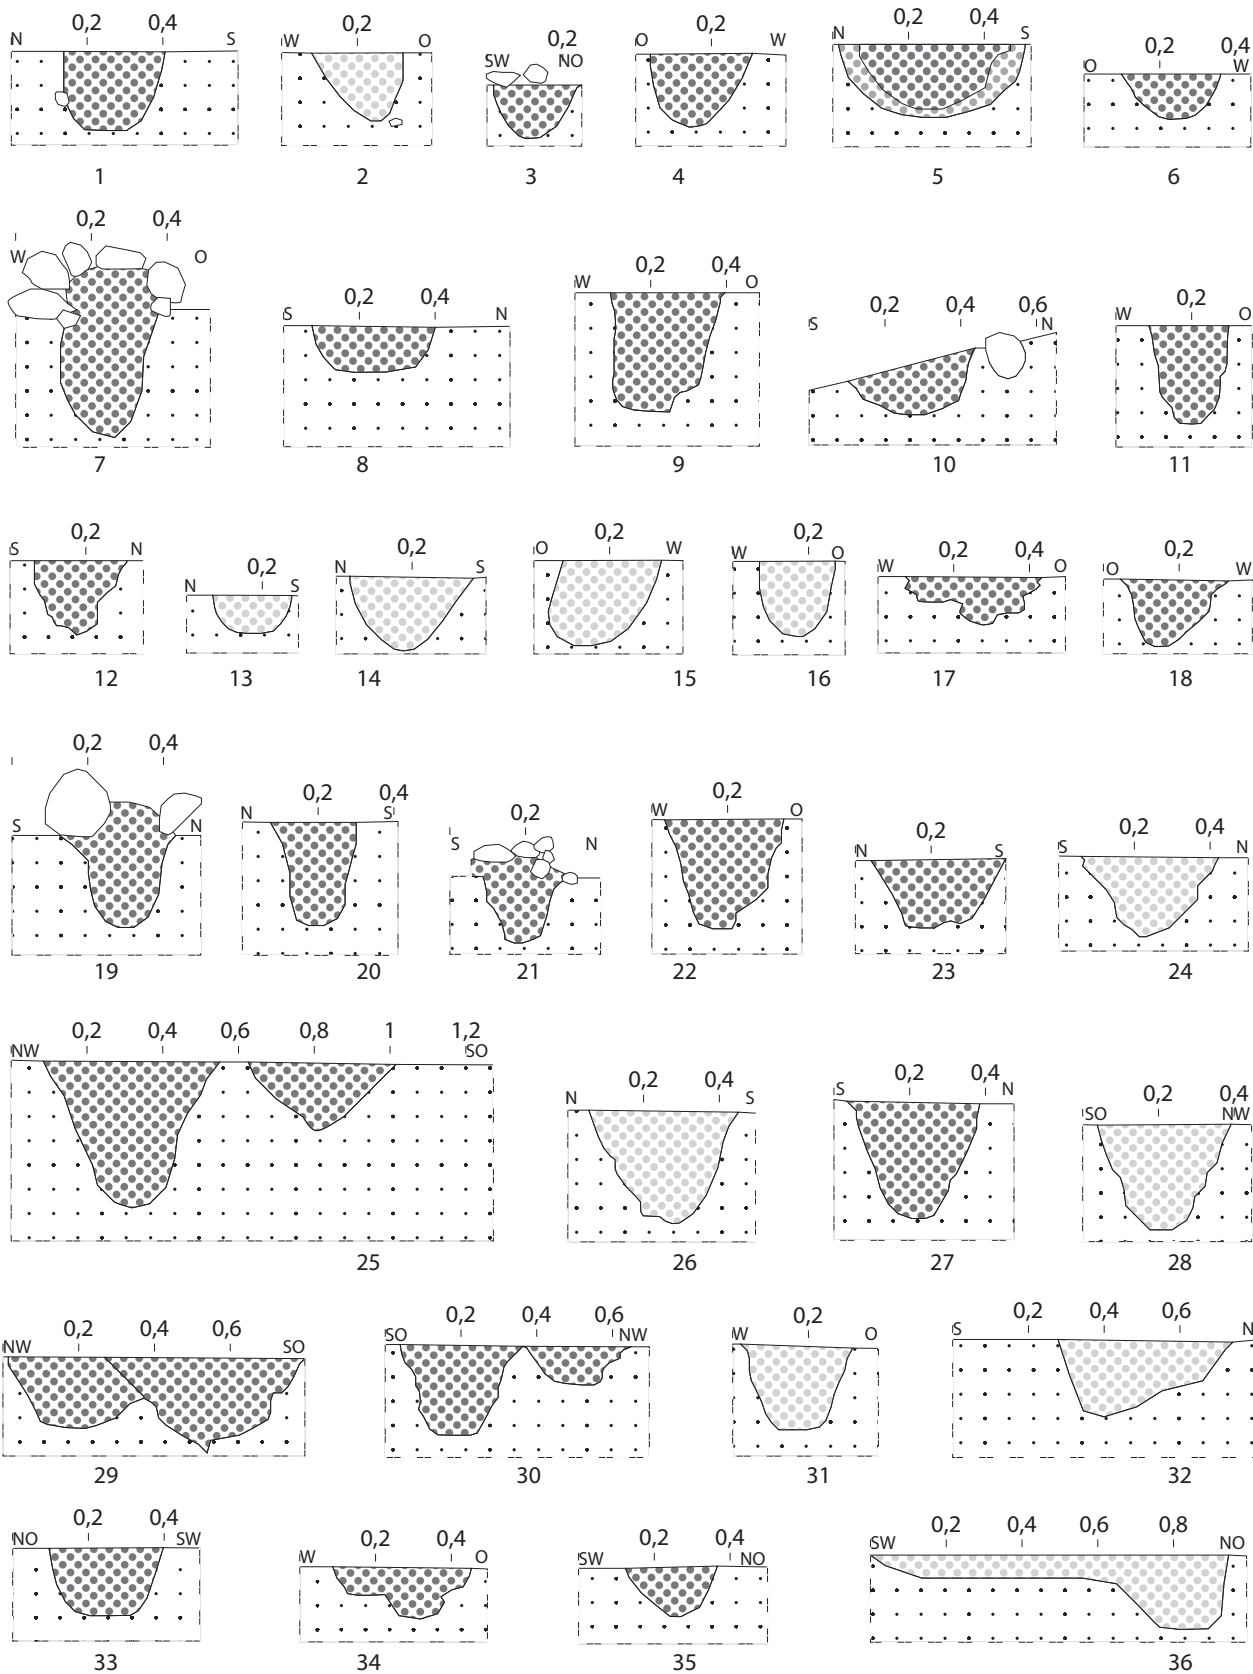 0,2 0,4
N S
1
0,2
W O
2
0,2
SW NO
3
0,2
O W
4
0,2 0,4
N S
5
0,2 0,4
O W
6
0,2 0,4
W O
7
0,2 0,4
S N
8
0,2 0,4
W O
9
0,2 0,4 0,6
S N
10
0,2
W O
11
0,2
S N
12
0,2
N S
13
0,2
N S
14
0,2
O W
15
0,2
W O
16
0,2 0,4
W O
17
0,2
O W
18
0,2 0,4
S N
19
0,2 0,4
N S
20
0,2
S N
21
0,2
W O
22
0,2
N S
23
0,2 0,4
S N
24
0,2 0,4 0,6 0,8 1 1,2
NW SO
25
0,2 0,4
N S
26
0,2 0,4
S N
27
0,2 0,4
SO NW
28
0,2 0,4 0,6
NW SO
29
0,2 0,4 0,6
SO NW
30
0,2
W O
31
0,2 0,4 0,6
S N
32
0,2 0,4
NO SW
33
0,2 0,4
W O
34
0,2 0,4
SW NO
35
0,2 0,4 0,6 0,8
SW NO
36